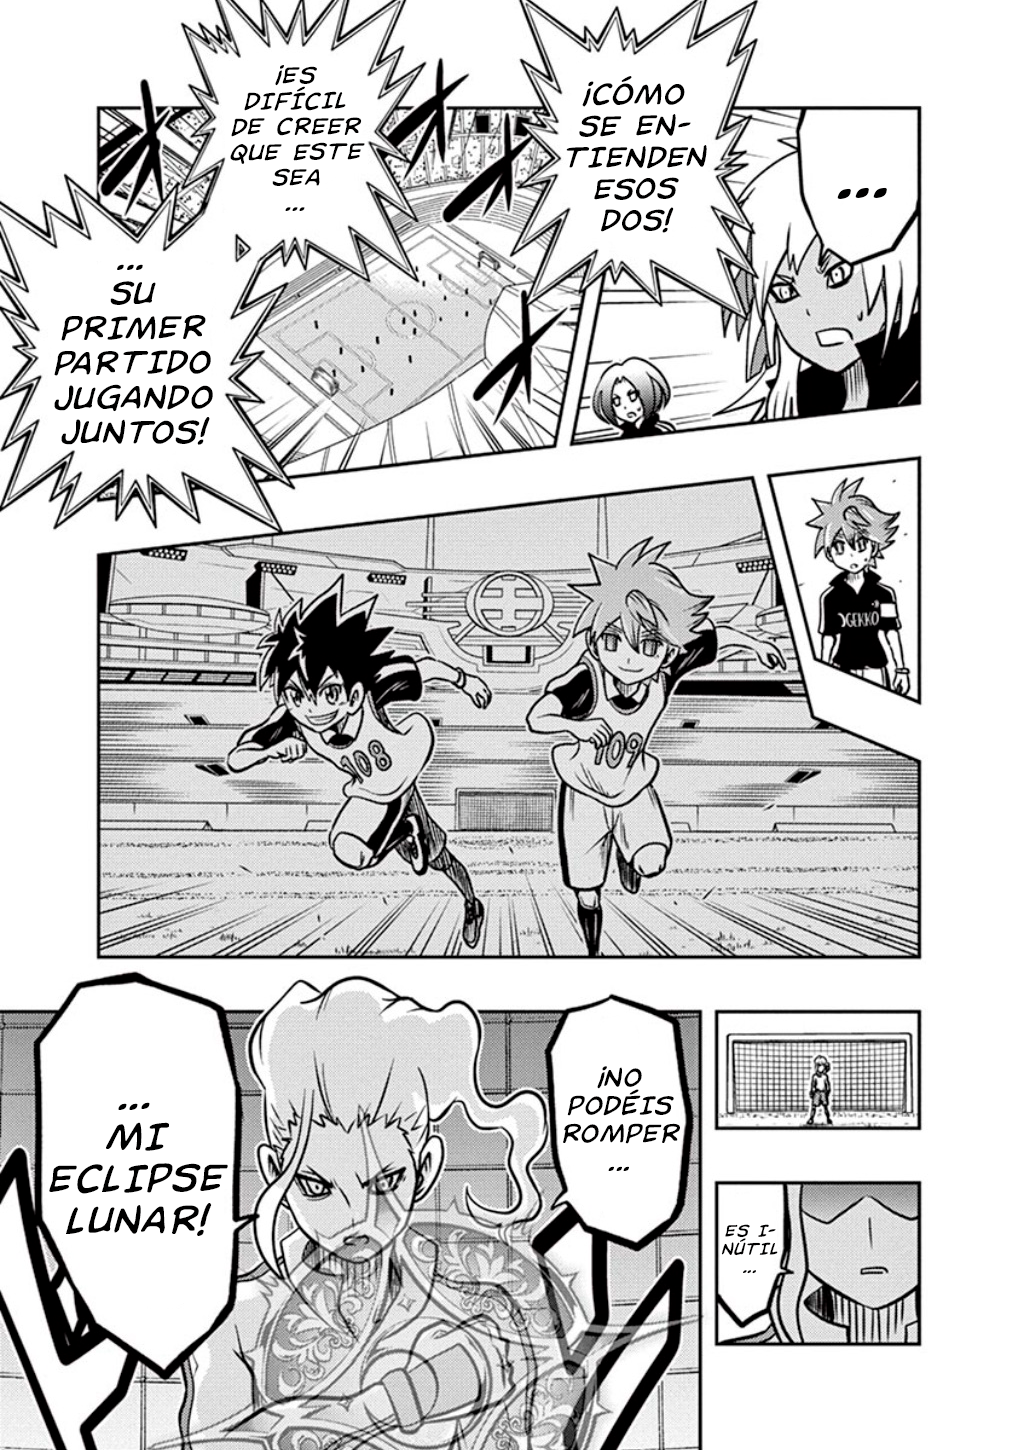 ...
¡CÓMO
SE EN-
TIENDEN
ESOS
DOS!
¡ES
DIFÍCIL
DE CREER
QUE ESTE
SEA
...
...
SU
PRIMER
PARTIDO
JUGANDO
JUNTOS!
GEKKO
108
109
ES I-
NÚTIL
...
¡NO
PODÉIS
ROMPER
...
...
MI
ECLIPSE
LUNAR!